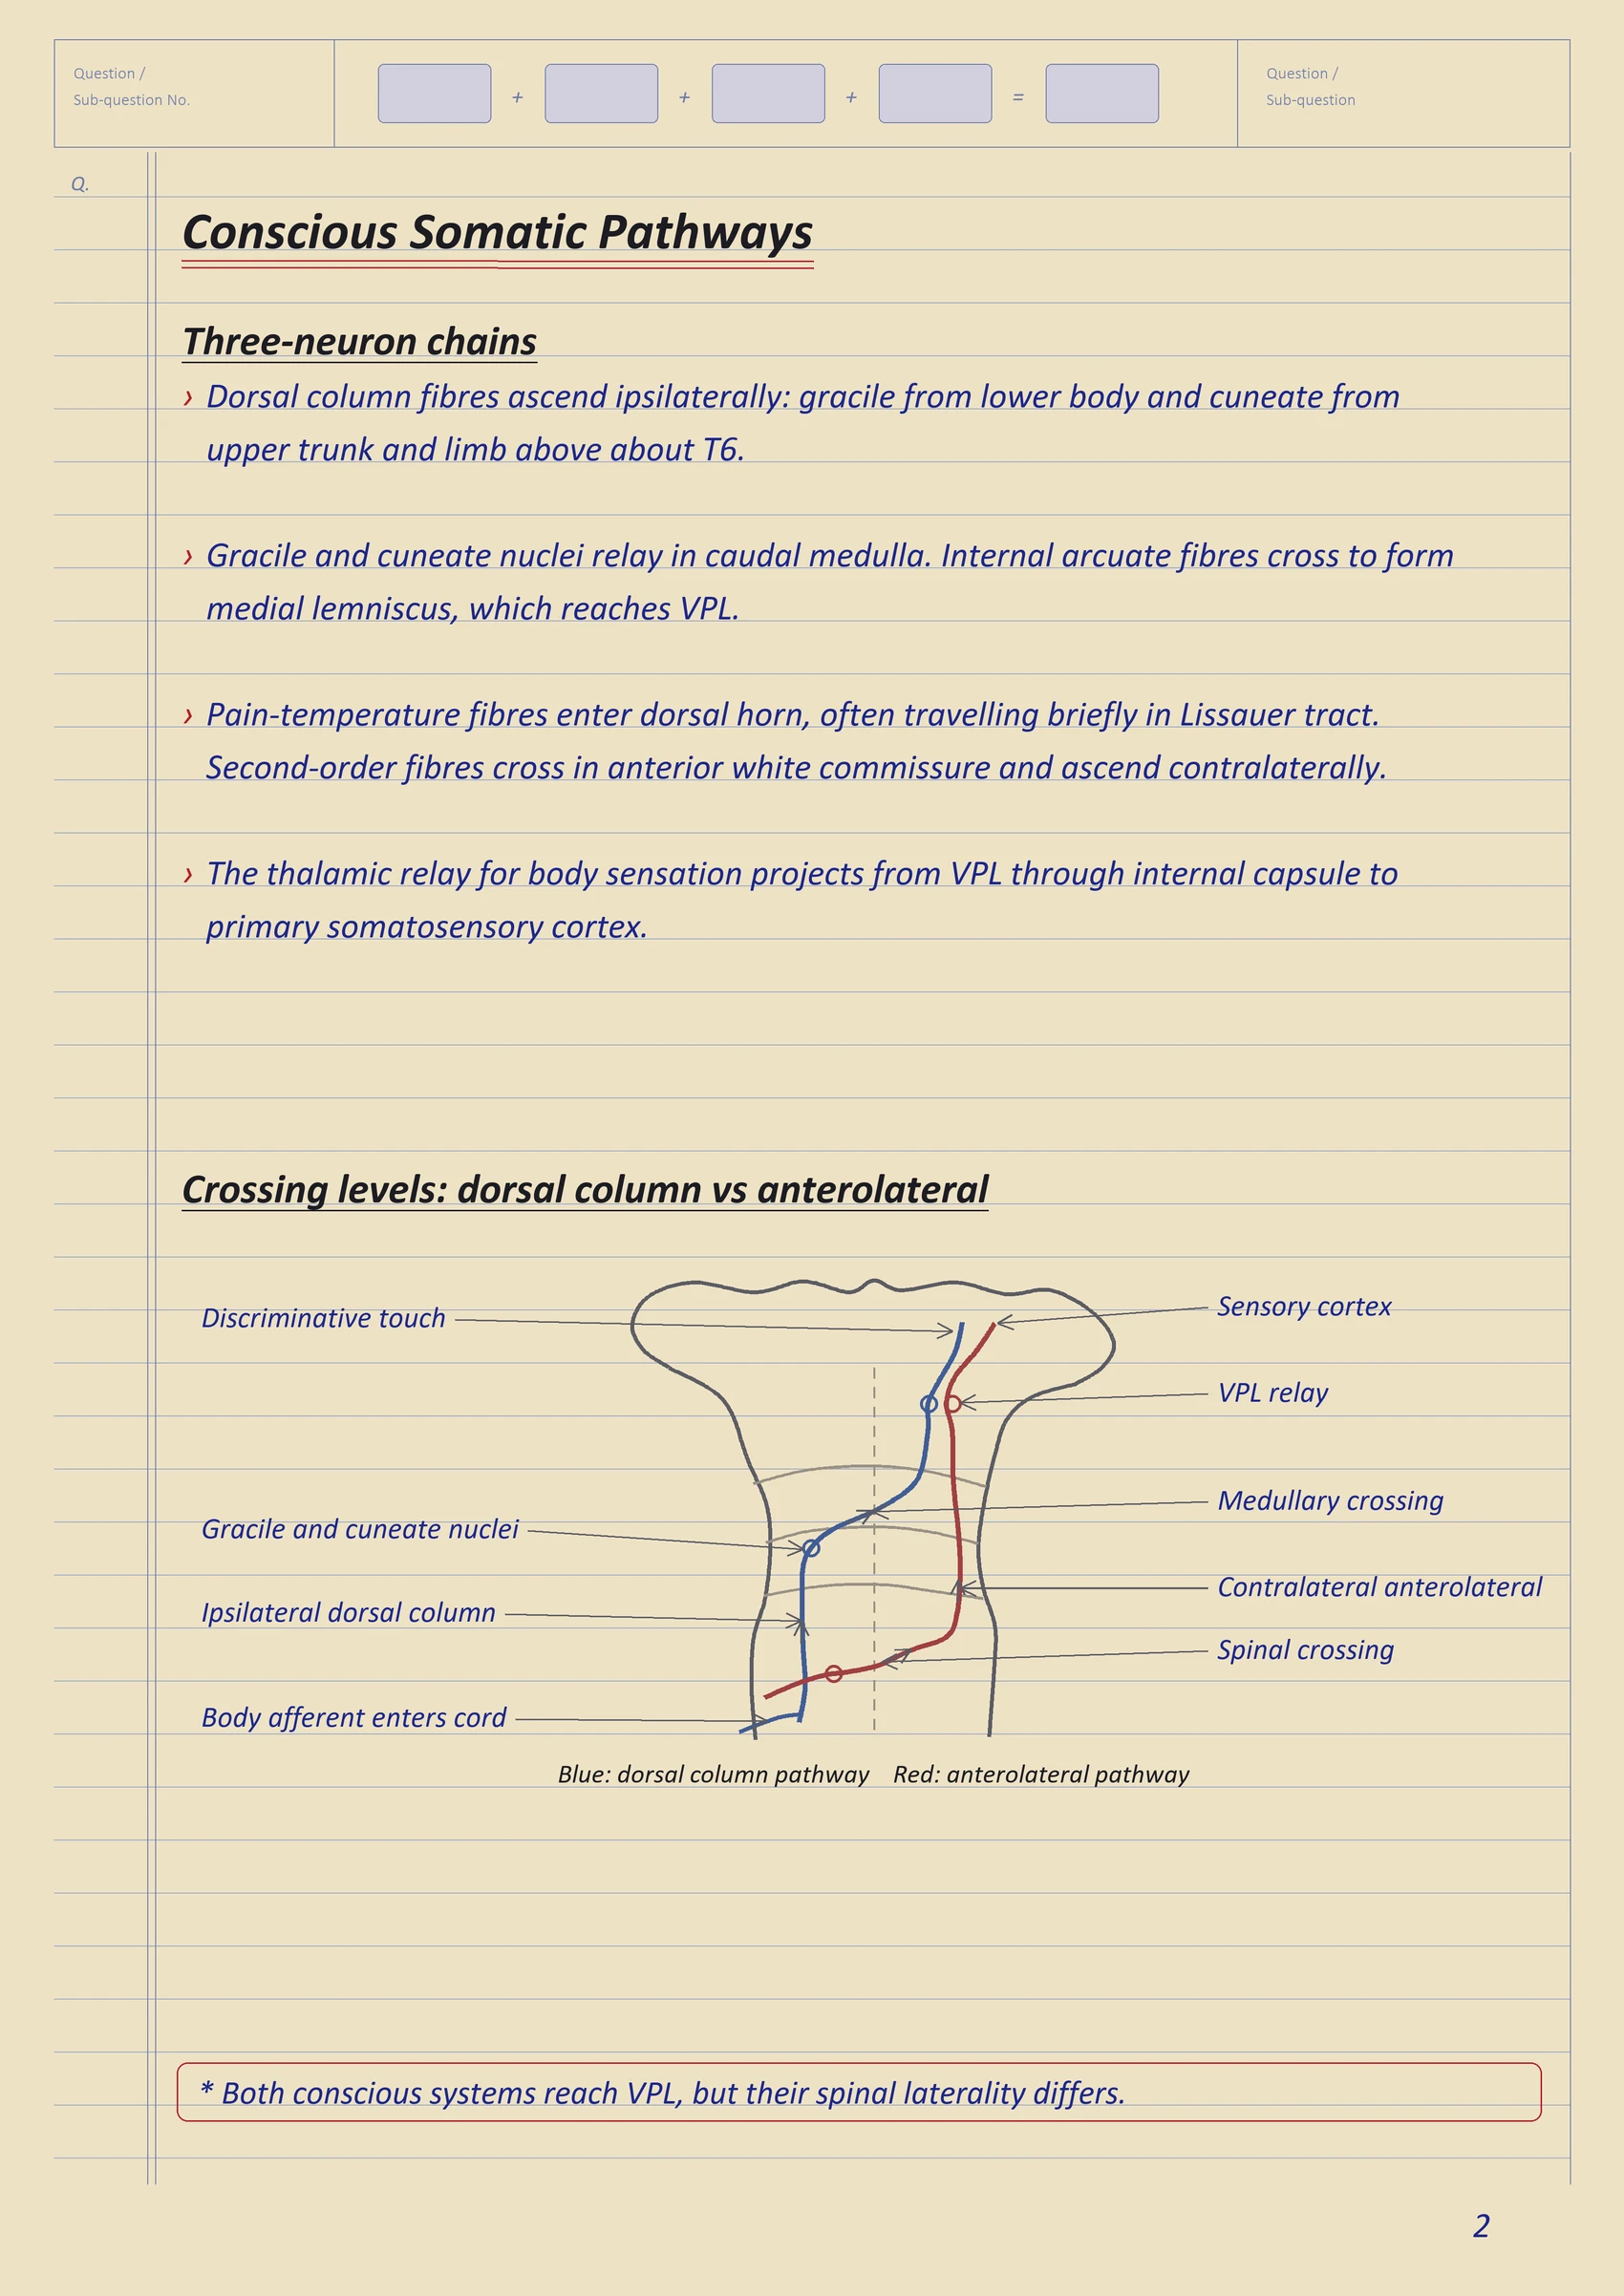 Question /
Sub-question No.
+ + + =
Question /
Sub-question
Q.
Conscious Somatic Pathways
Three-neuron chains
› Dorsal column fibres ascend ipsilaterally: gracile from lower body and cuneate from
upper trunk and limb above about T6.
› Gracile and cuneate nuclei relay in caudal medulla. Internal arcuate fibres cross to form
medial lemniscus, which reaches VPL.
› Pain-temperature fibres enter dorsal horn, often travelling briefly in Lissauer tract.
Second-order fibres cross in anterior white commissure and ascend contralaterally.
› The thalamic relay for body sensation projects from VPL through internal capsule to
primary somatosensory cortex.
Crossing levels: dorsal column vs anterolateral
Discriminative touch
Sensory cortex
VPL relay
Medullary crossing
Gracile and cuneate nuclei
Contralateral anterolateral
Ipsilateral dorsal column
Spinal crossing
Body afferent enters cord
Blue: dorsal column pathway Red: anterolateral pathway
* Both conscious systems reach VPL, but their spinal laterality differs.
2